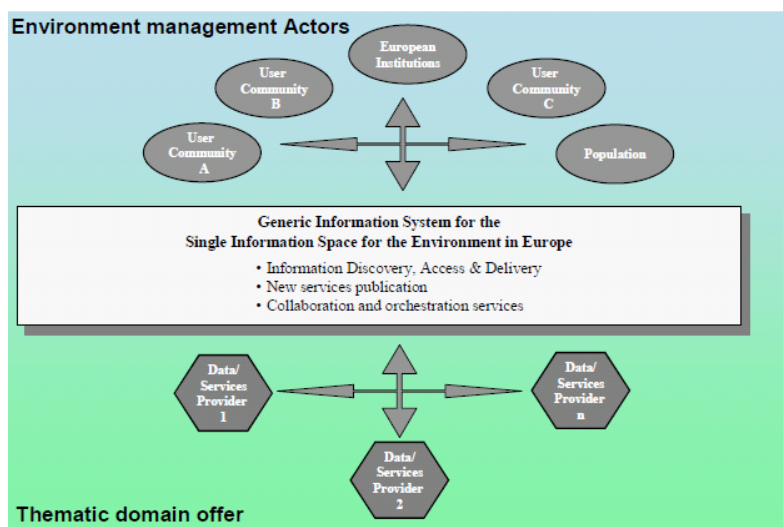 Environment management Actors
European
Institutions
User
Community
B
User
Community
C
User
Community
A
Population
Generic Information System for the
Single Information Space for the Environment in Europe
• Information Discovery, Access & Delivery
• New services publication
• Collaboration and orchestration services
Data/
Services
Provider
1
Data/
Services
Provider
n
Data/
Services
Provider
2
Thematic domain offer